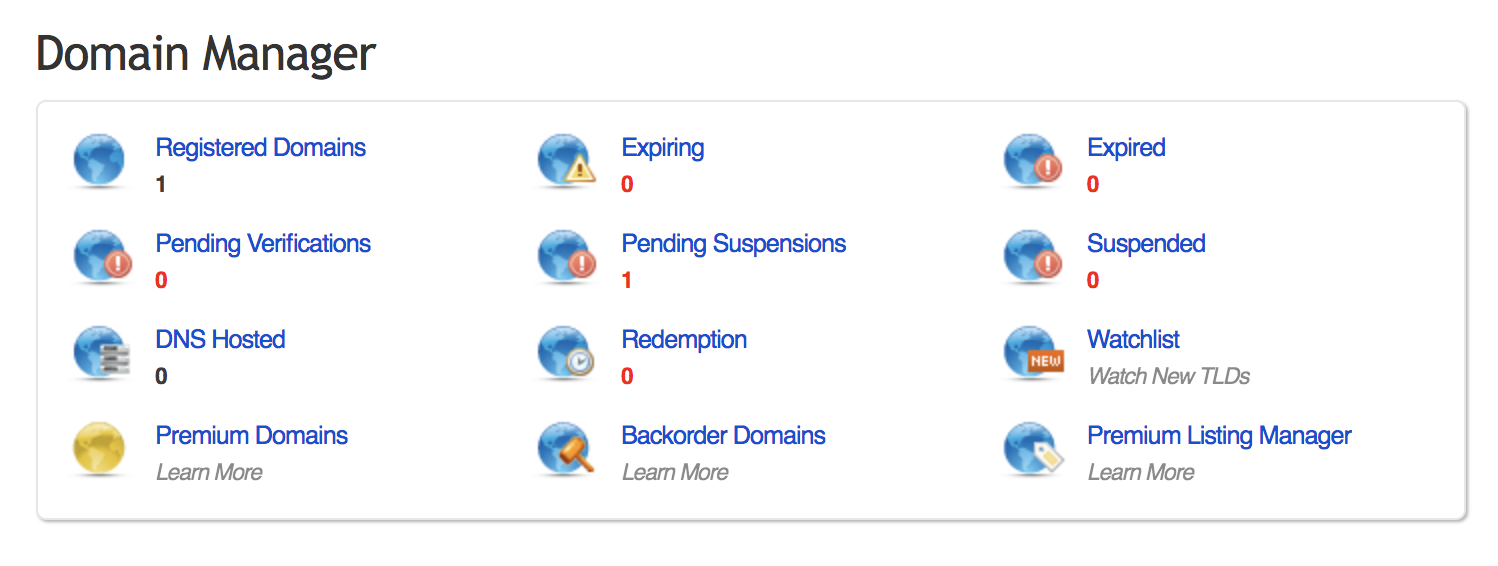 Domain Manager
Registered Domains
1
Expiring
0
Expired
0
Pending Verifications
0
Pending Suspensions
1
Suspended
0
DNS Hosted
0
Redemption
0
NEW
Watchlist
Watch New TLDs
Premium Domains
Learn More
Backorder Domains
Learn More
Premium Listing Manager
Learn More